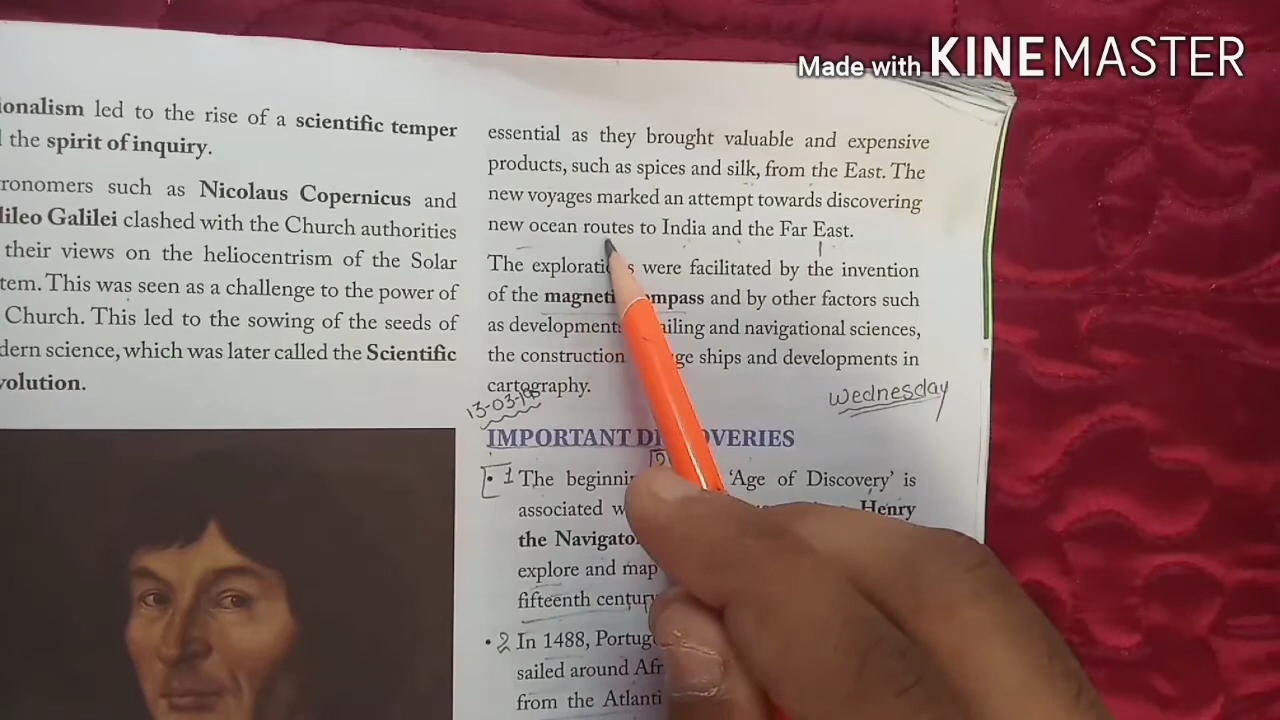 Made with KINEMASTER
ionalism led to the rise of a scientific temper
the spirit of inquiry.
ronomers such as Nicolaus Copernicus and
lileo Galilei clashed with the Church authorities
their views on the heliocentrism of the Solar
tem. This was seen as a challenge to the power of
Church. This led to the sowing of the seeds of
dern science, which was later called the Scientific
volution.
essential as they brought valuable and expensive
products, such as spices and silk, from the East. The
new voyages marked an attempt towards discovering
new ocean routes to India and the Far East.
The explorati s were facilitated by the invention
of the magneti ompass and by other factors such
as development ailing and navigational sciences,
the construction ge ships and developments in
cartography.
13-03-19
Wednesday
IMPORTANT DI OVERIES
• 1 The beginni 'Age of Discovery' is
associated w Henry
the Navigato
explore and map
fifteenth century
• 2 In 1488, Portug
sailed around Afr
from the Atlanti